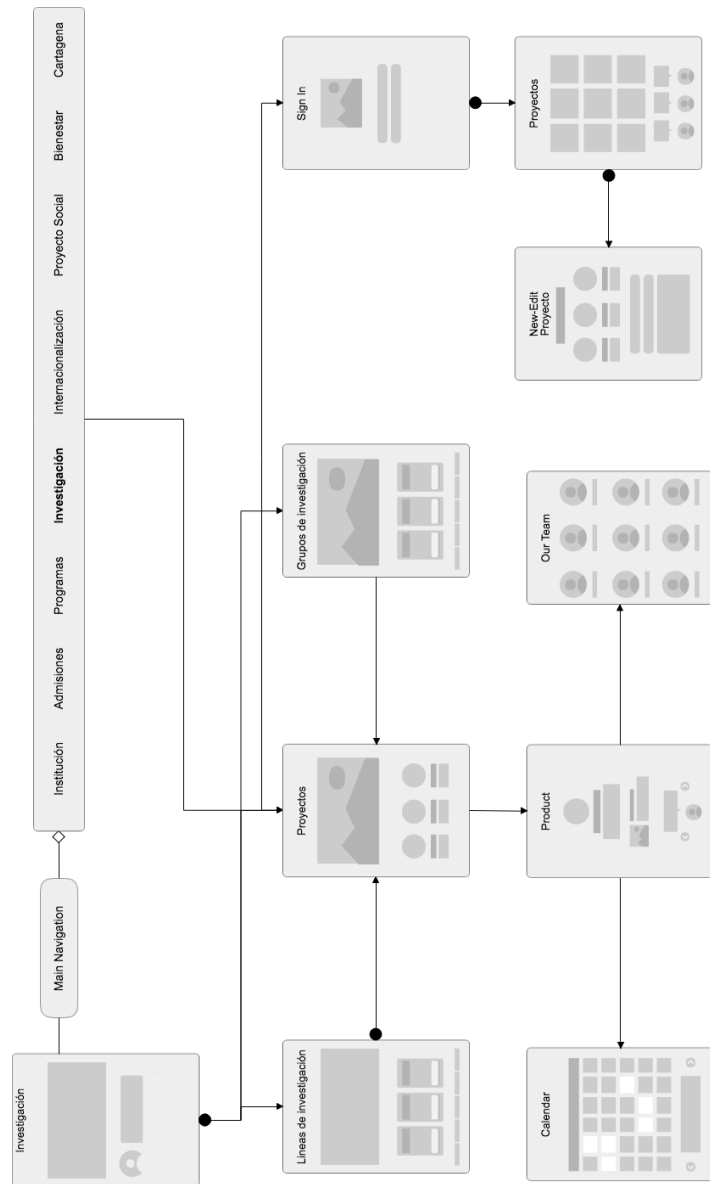 Investigación
Main Navigation
Institución
Admisiones
Programas
Investigación
Internacionalización
Proyecto Social
Bienestar
Cartagena
Lineas de investigación
Proyectos
Grupos de investigación
Sign In
Calendar
Product
Our Team
New-Edit
Proyecto
Proyectos